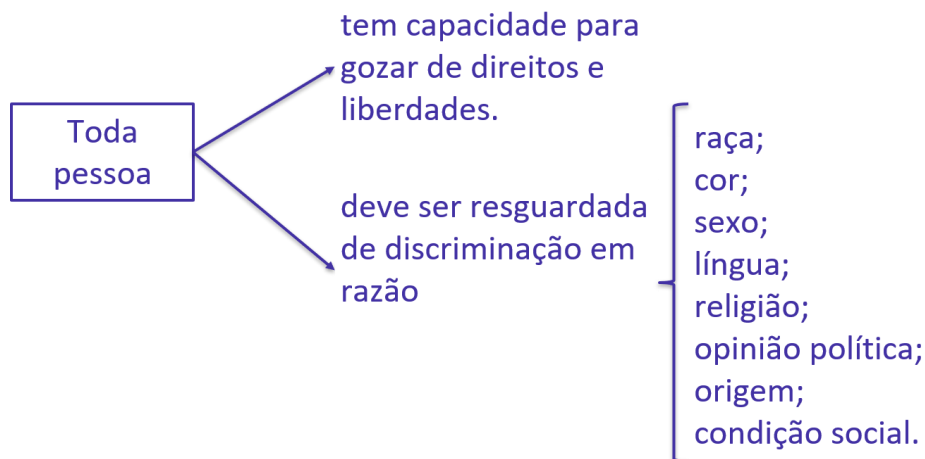 Toda
pessoa
tem capacidade para
gozar de direitos e
liberdades.
deve ser resguardada
de discriminação em
razão
raça;
cor;
sexo;
língua;
religião;
opinião política;
origem;
condição social.